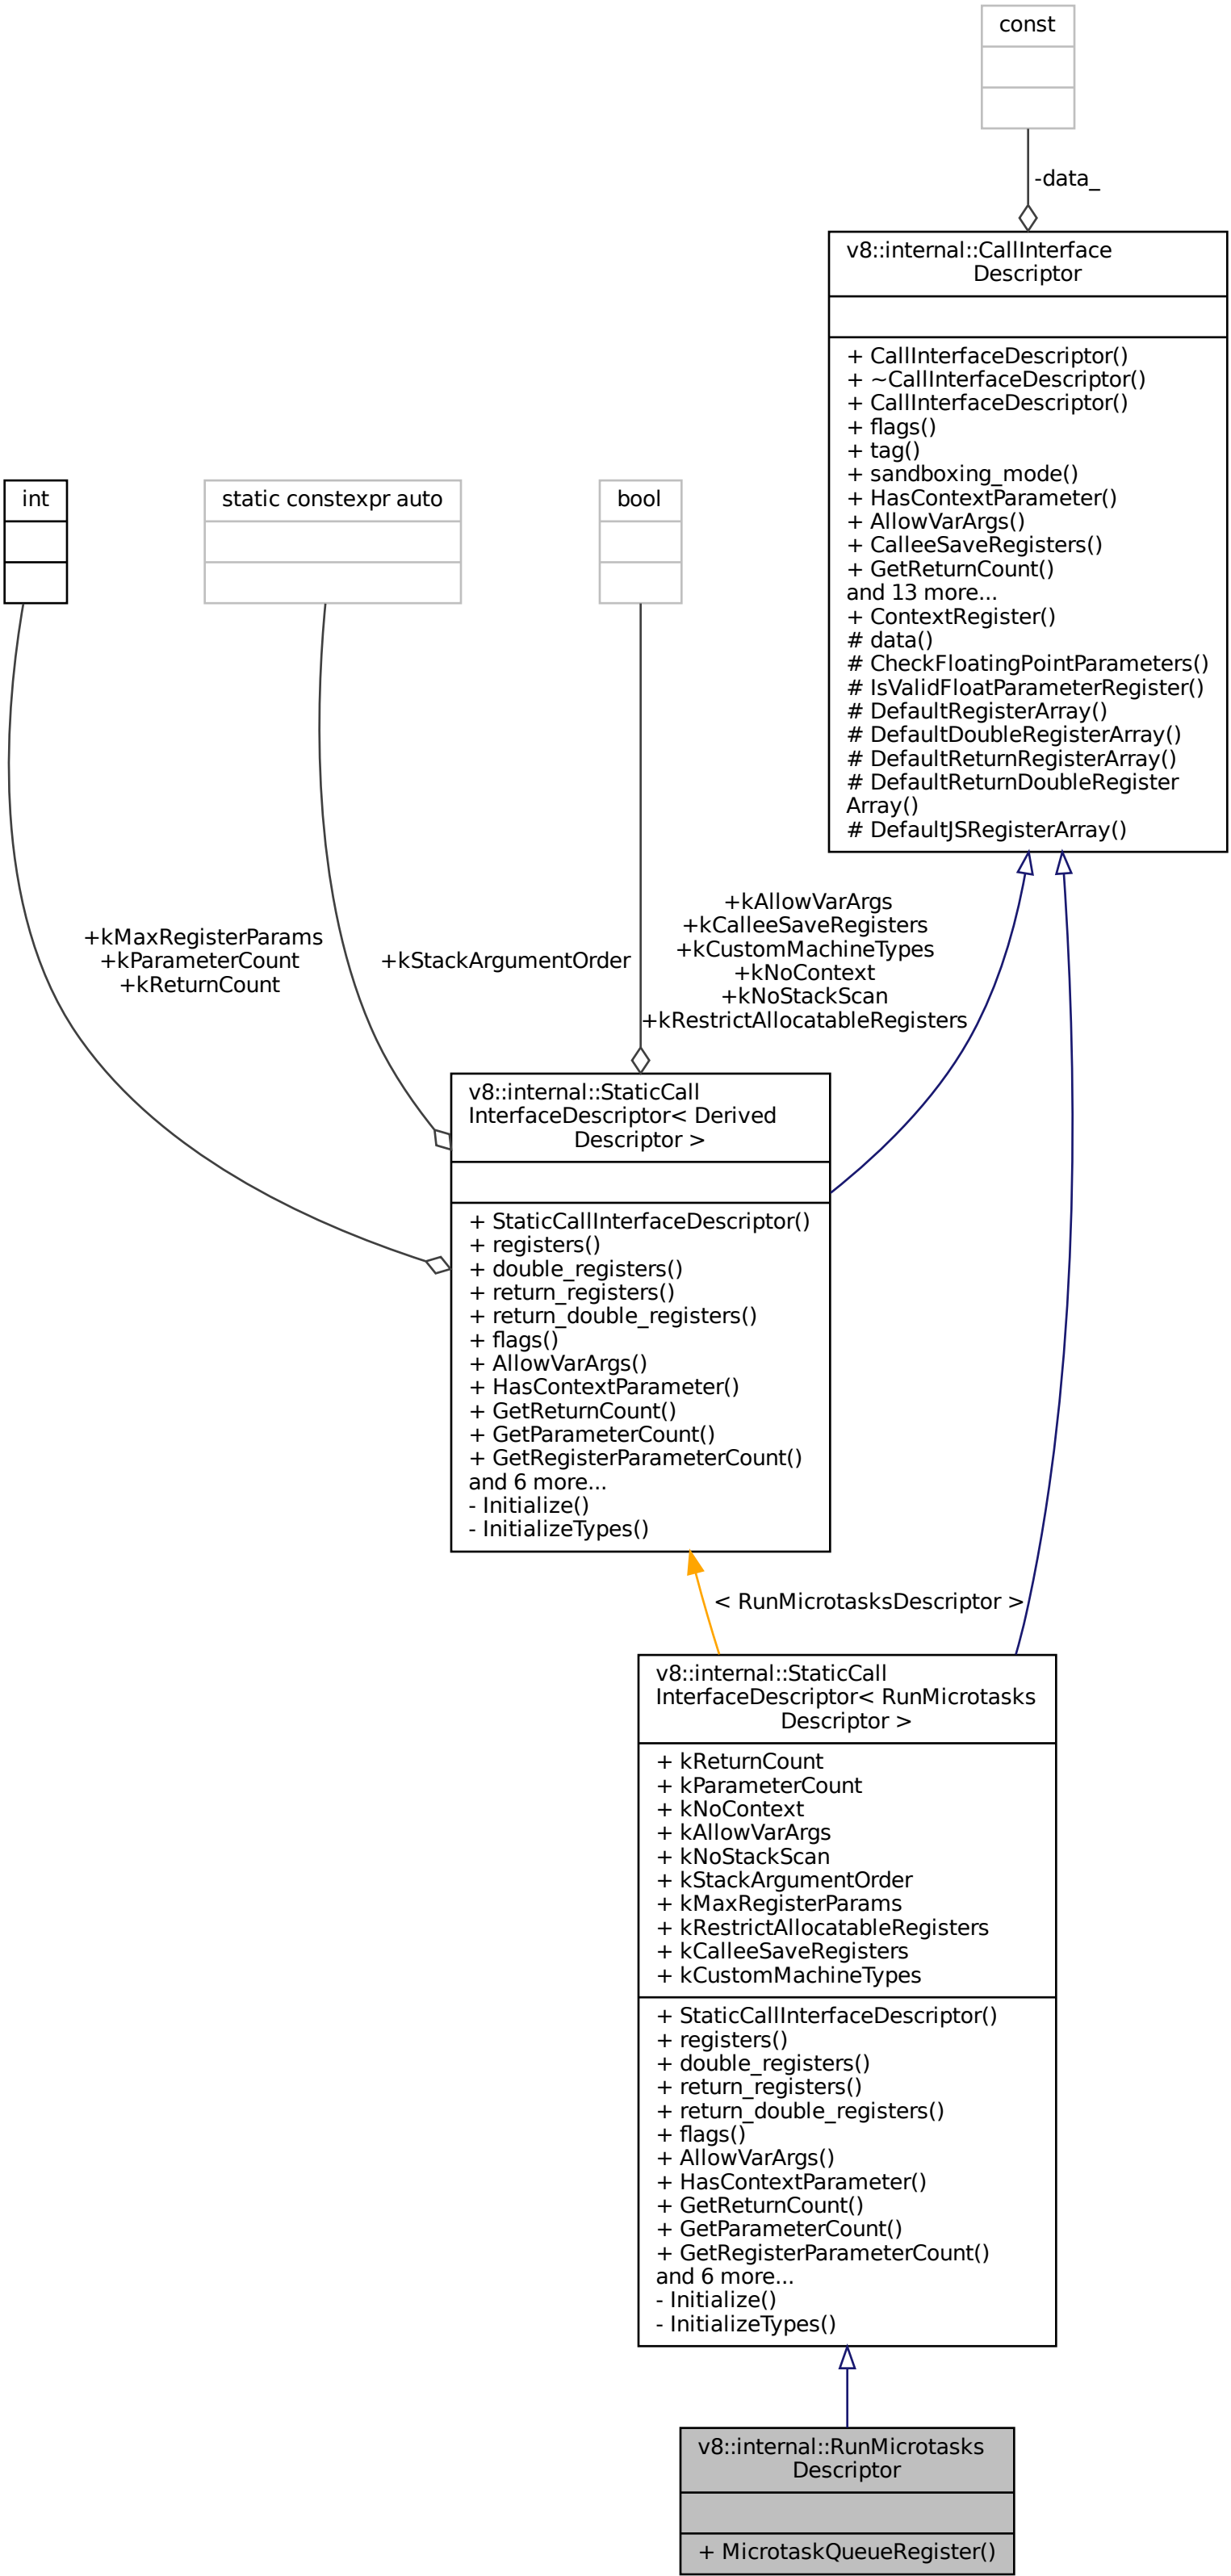 const
-data_
v8::internal::CallInterface
Descriptor
+ CallInterfaceDescriptor()
+ ~CallInterfaceDescriptor()
+ CallInterfaceDescriptor()
+ flags()
+ tag()
+ sandboxing_mode()
+ HasContextParameter()
+ AllowVarArgs()
+ CalleeSaveRegisters()
+ GetReturnCount()
and 13 more...
+ ContextRegister()
# data()
# CheckFloatingPointParameters()
# IsValidFloatParameterRegister()
# DefaultRegisterArray()
# DefaultDoubleRegisterArray()
# DefaultReturnRegisterArray()
# DefaultReturnDoubleRegister
Array()
# DefaultJSRegisterArray()
int
static constexpr auto
bool
+kMaxRegisterParams
+kParameterCount
+kReturnCount
+kStackArgumentOrder
+kAllowVarArgs
+kCalleeSaveRegisters
+kCustomMachineTypes
+kNoContext
+kNoStackScan
+kRestrictAllocatableRegisters
v8::internal::StaticCall
InterfaceDescriptor< Derived
Descriptor >
+ StaticCallInterfaceDescriptor()
+ registers()
+ double_registers()
+ return_registers()
+ return_double_registers()
+ flags()
+ AllowVarArgs()
+ HasContextParameter()
+ GetReturnCount()
+ GetParameterCount()
+ GetRegisterParameterCount()
and 6 more...
- Initialize()
- InitializeTypes()
< RunMicrotasksDescriptor >
v8::internal::StaticCall
InterfaceDescriptor< RunMicrotasks
Descriptor >
+ kReturnCount
+ kParameterCount
+ kNoContext
+ kAllowVarArgs
+ kNoStackScan
+ kStackArgumentOrder
+ kMaxRegisterParams
+ kRestrictAllocatableRegisters
+ kCalleeSaveRegisters
+ kCustomMachineTypes
+ StaticCallInterfaceDescriptor()
+ registers()
+ double_registers()
+ return_registers()
+ return_double_registers()
+ flags()
+ AllowVarArgs()
+ HasContextParameter()
+ GetReturnCount()
+ GetParameterCount()
+ GetRegisterParameterCount()
and 6 more...
- Initialize()
- InitializeTypes()
v8::internal::RunMicrotasks
Descriptor
+ MicrotaskQueueRegister()